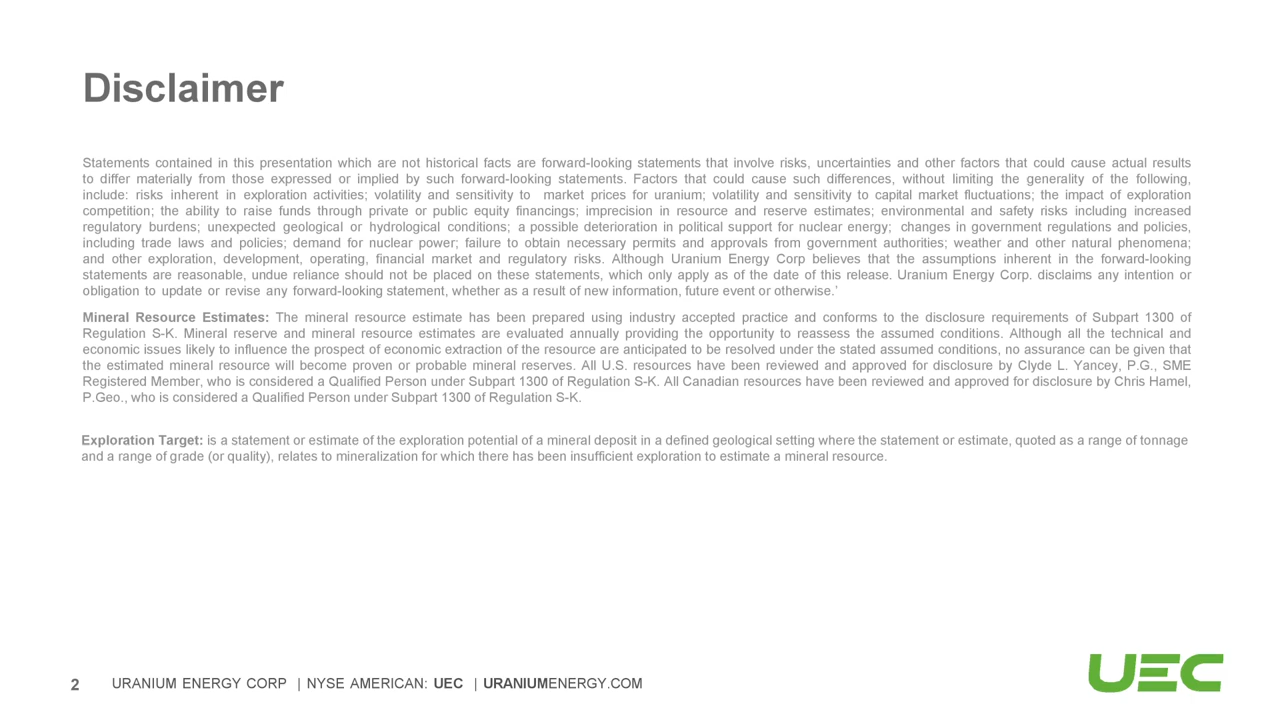 Disclaimer
Statements contained in this presentation which are not historical facts are forward-looking statements that involve risks, uncertainties and other factors that could cause actual results
to differ materially from those expressed or implied by such forward-looking statements. Factors that could cause such differences, without limiting the generality of the following,
include: risks inherent in exploration activities; volatility and sensitivity to market prices for uranium; volatility and sensitivity to capital market fluctuations; the impact of exploration
competition; the ability to raise funds through private or public equity financings; imprecision in resource and reserve estimates; environmental and safety risks including increased
regulatory burdens; unexpected geological or hydrological conditions; a possible deterioration in political support for nuclear energy; changes in government regulations and policies,
including trade laws and policies; demand for nuclear power; failure to obtain necessary permits and approvals from government authorities; weather and other natural phenomena;
and other exploration, development, operating, financial market and regulatory risks. Although Uranium Energy Corp believes that the assumptions inherent in the forward-looking
statements are reasonable, undue reliance should not be placed on these statements, which only apply as of the date of this release. Uranium Energy Corp. disclaims any intention or
obligation to update or revise any forward-looking statement, whether as a result of new information, future event or otherwise.’
Mineral Resource Estimates: The mineral resource estimate has been prepared using industry accepted practice and conforms to the disclosure requirements of Subpart 1300 of
Regulation S-K. Mineral reserve and mineral resource estimates are evaluated annually providing the opportunity to reassess the assumed conditions. Although all the technical and
economic issues likely to influence the prospect of economic extraction of the resource are anticipated to be resolved under the stated assumed conditions, no assurance can be given that
the estimated mineral resource will become proven or probable mineral reserves. All U.S. resources have been reviewed and approved for disclosure by Clyde L. Yancey, P.G., SME
Registered Member, who is considered a Qualified Person under Subpart 1300 of Regulation S-K. All Canadian resources have been reviewed and approved for disclosure by Chris Hamel,
P.Geo., who is considered a Qualified Person under Subpart 1300 of Regulation S-K.
Exploration Target: is a statement or estimate of the exploration potential of a mineral deposit in a defined geological setting where the statement or estimate, quoted as a range of tonnage
and a range of grade (or quality), relates to mineralization for which there has been insufficient exploration to estimate a mineral resource.
2 URANIUM ENERGY CORP | NYSE AMERICAN: UEC | URANIUMENERGY.COM
UEC